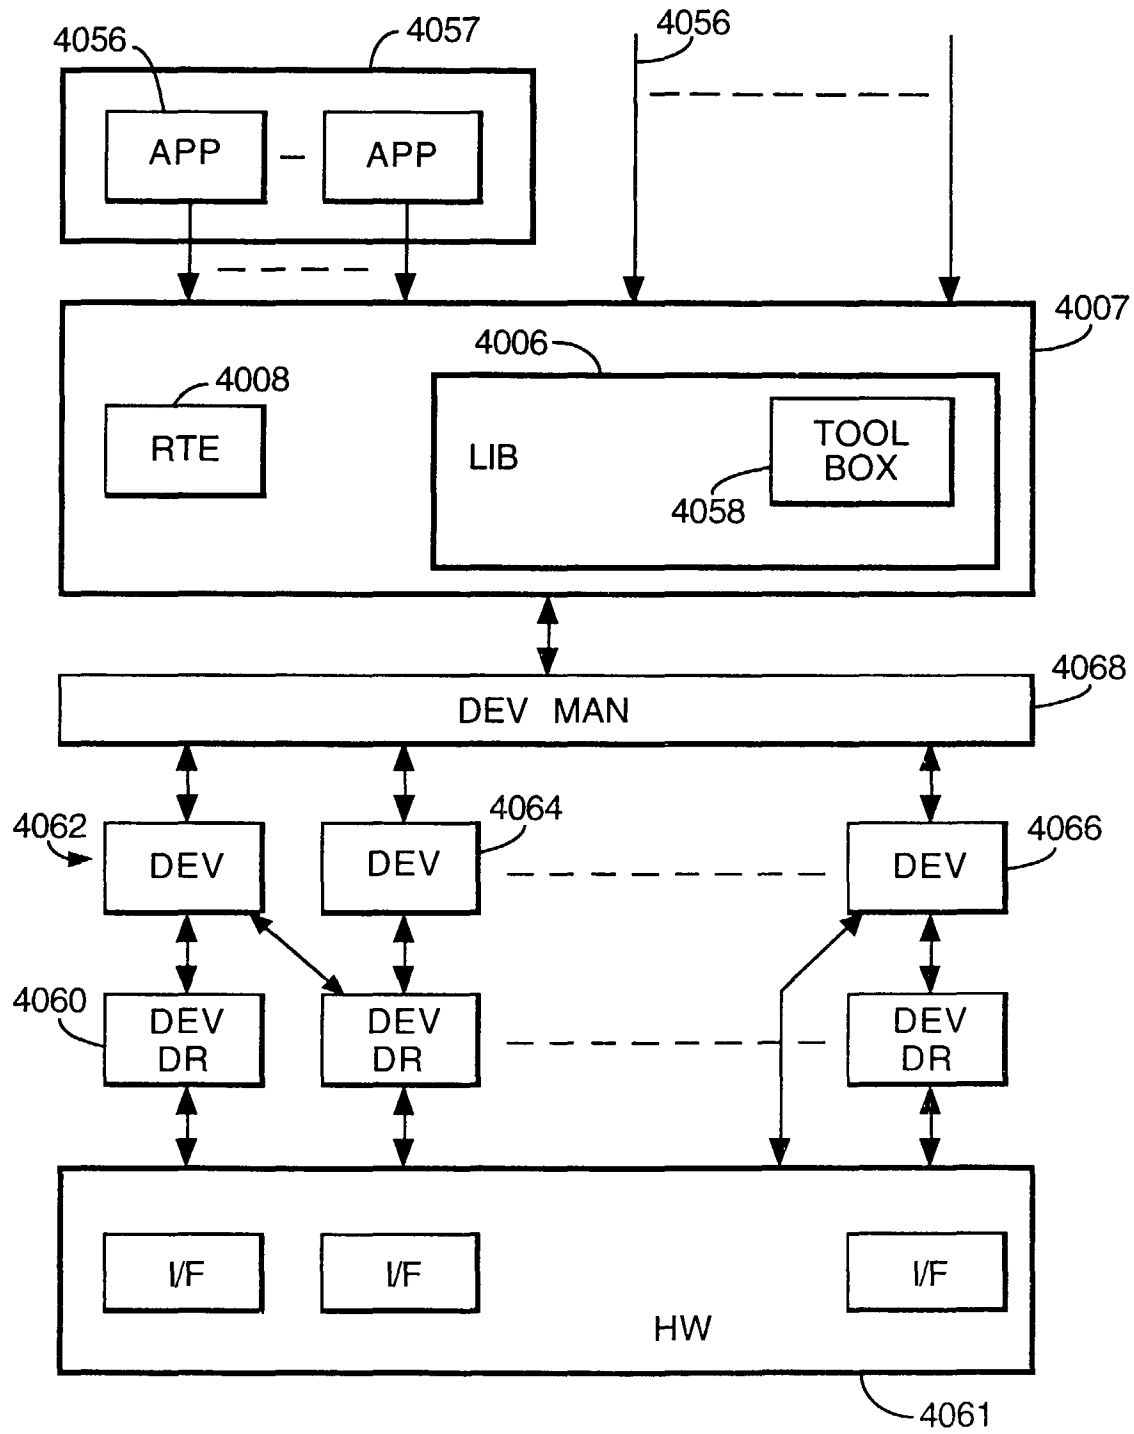 4056
4057
4056
APP
APP
4007
4006
4008
RTE
LIB
TOOL
BOX
4058
4068
DEV MAN
4062
4064
4066
DEV
DEV
DEV
4060
DEV
DR
DEV
DR
DEV
DR
I/F
I/F
I/F
HW
4061